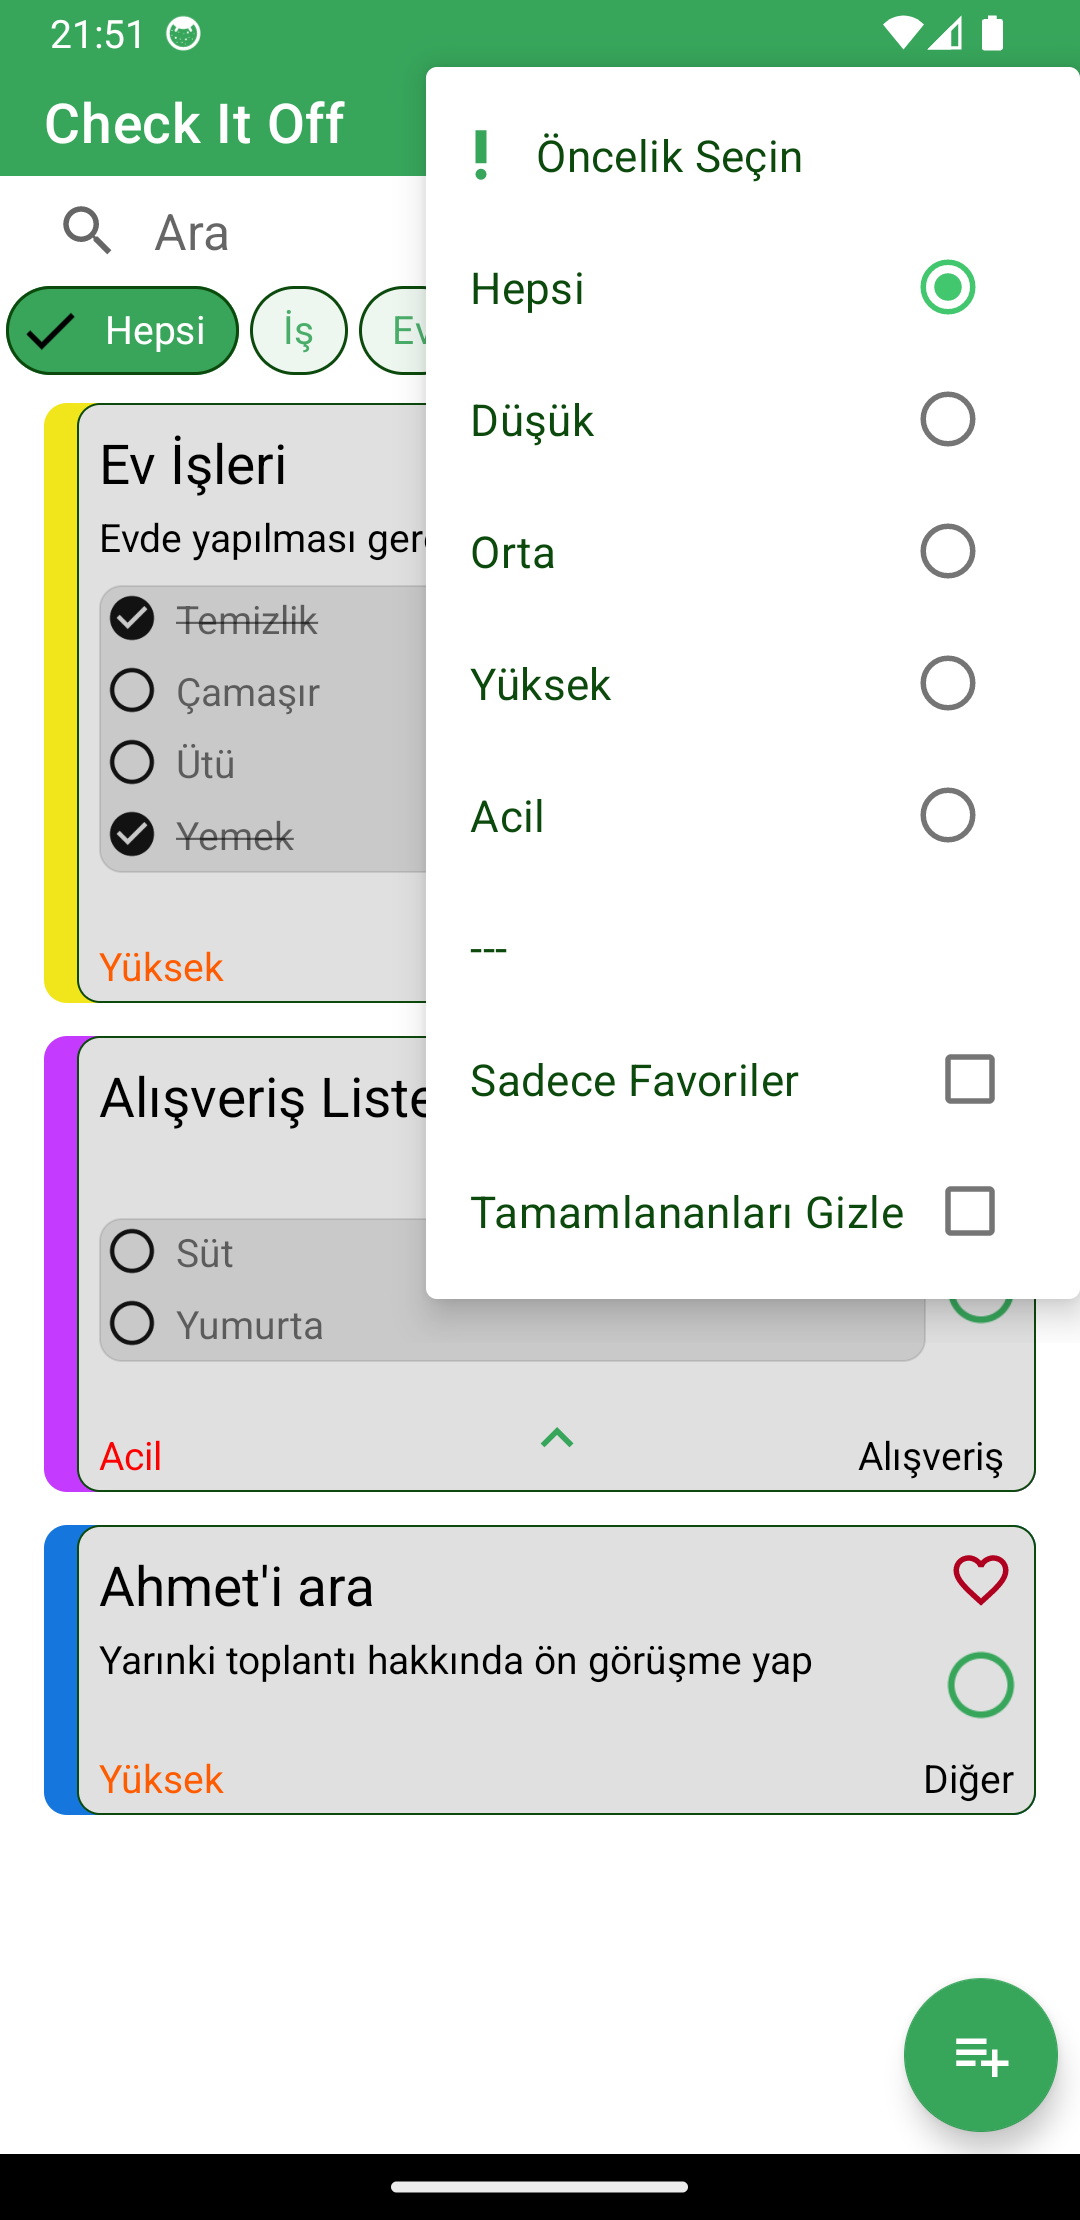 21:51
Check It Off
Öncelik Seçin
Ara
Hepsi
Düşük
Orta
Yüksek
Acil
---
Sadece Favoriler
Tamamlananları Gizle
Hepsi
İş
Ev
Ev İşleri
Evde yapılması
Temizlik
Çamaşır
Ütü
Yemek
Yüksek
Alışveriş
Süt
Yumurta
Acil
Alışveriş
Ahmet'i ara
Yarınki toplantı hakkında ön görüşme yap
Yüksek
Diğer